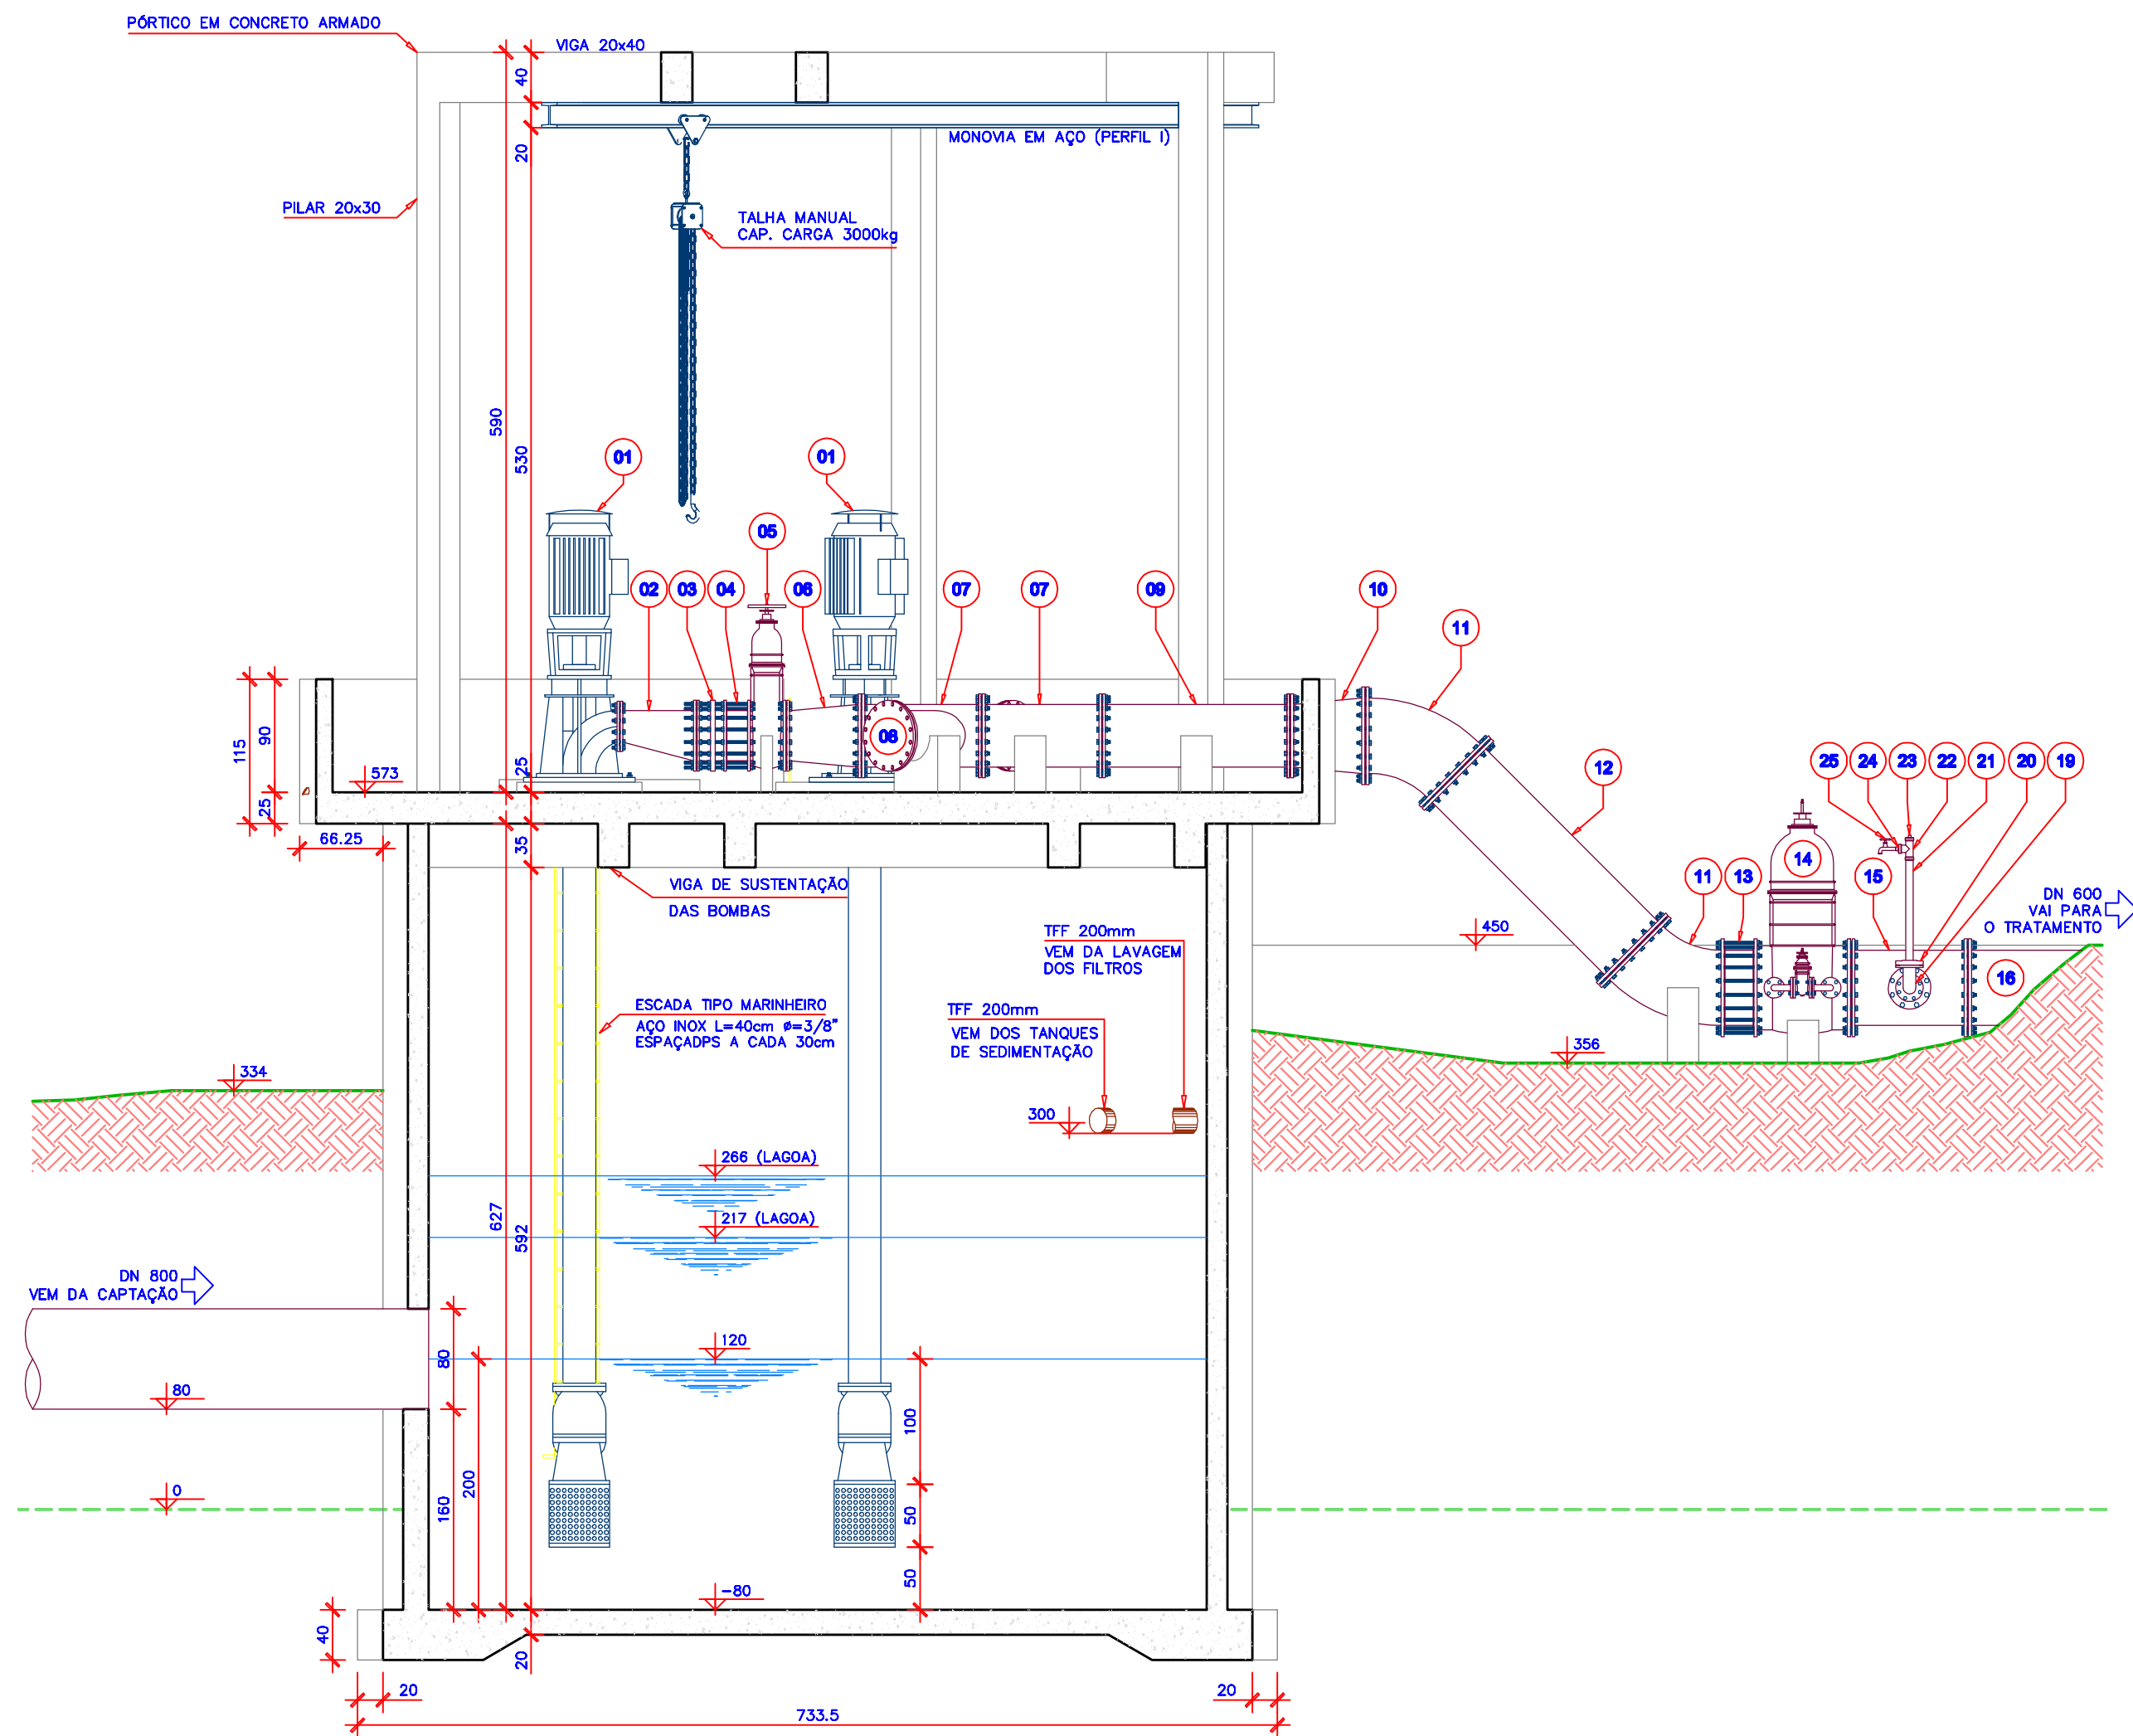 PÓRTICO EM CONCRETO ARMADO
VIGA 20x40
40
20
MONOVIA EM AÇO (PERFIL I)
PILAR 20x30
TALHA MANUAL
CAP. CARGA 3000kg
590
530
01
01
05
02
03
04
06
07
07
09
10
11
08
115
90
25
25
573
66.25
35
12
25
24
23
22
21
20
19
14
11
13
15
VIGA DE SUSTENTAÇÃO
DAS BOMBAS
DN 600
VAI PARA
O TRATAMENTO
450
16
TFF 200mm
VEM DA LAVAGEM
DOS FILTROS
ESCADA TIPO MARINHEIRO
AÇO INOX L=40cm ø=3/8"
ESPAÇADPS A CADA 30cm
TFF 200mm
VEM DOS TANQUES
DE SEDIMENTAÇÃO
356
334
300
266 (LAGOA)
217 (LAGOA)
627
592
DN 800
VEM DA CAPTAÇÃO
120
80
80
100
200
160
0
50
50
-80
40
20
20
20
733.5